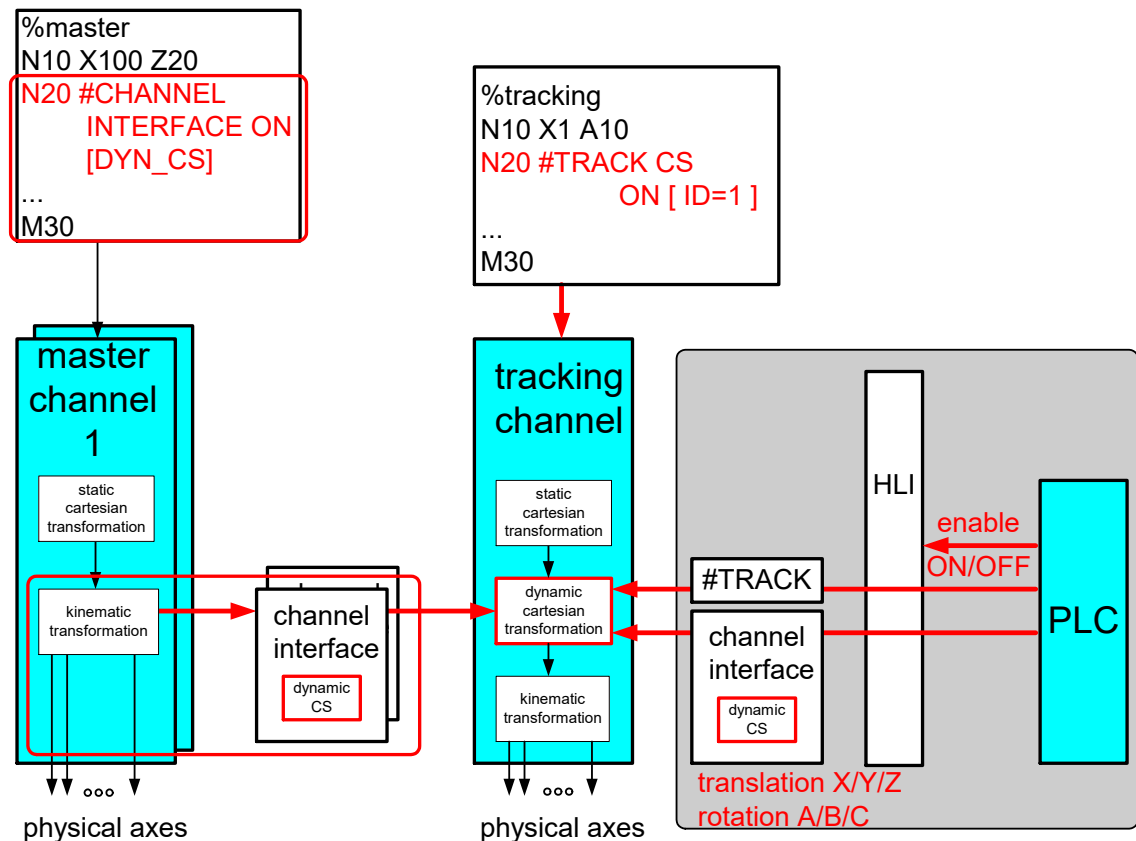 %master
N10 X100 Z20
N20 #CHANNEL
INTERFACE ON
[DYN_CS]
...
M30
%tracking
N10 X1 A10
N20 #TRACK CS
ON [ ID=1 ]
...
M30
master
channel
1
static
cartesian
transformation
kinematic
transformation
channel
interface
dynamic
CS
physical axes
tracking
channel
static
cartesian
transformation
dynamic
cartesian
transformation
kinematic
transformation
physical axes
#TRACK
channel
interface
dynamic
CS
translation X/Y/Z
rotation A/B/C
HLI
enable
ON/OFF
PLC